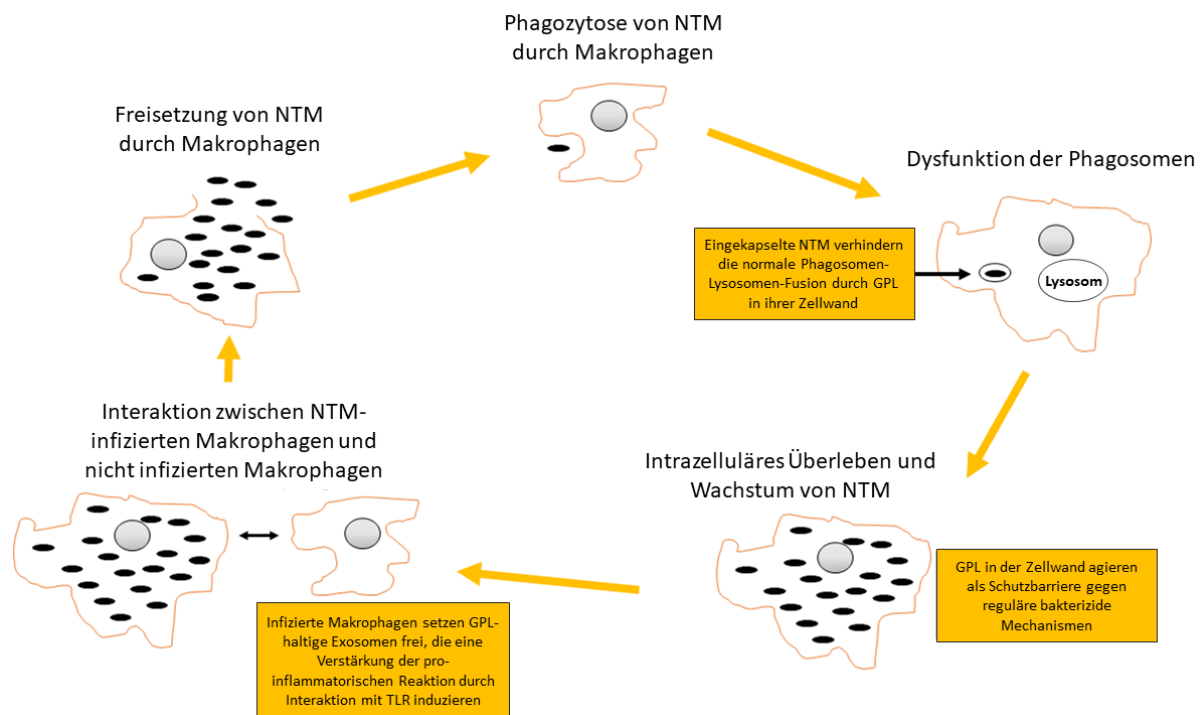 Phagozytose von NTM
durch Makrophagen
Freisetzung von NTM
durch Makrophagen
Dysfunktion der Phagosomen
Eingekapselte NTM verhindern
die normale Phagosomen-
Lysosomen-Fusion durch GPL
in ihrer Zellwand
Lysosom
Interaktion zwischen NTM-
infizierten Makrophagen und
nicht infizierten Makrophagen
Intrazelluläres Überleben und
Wachstum von NTM
GPL in der Zellwand agieren
als Schutzbarriere gegen
reguläre bakterizide
Mechanismen
Infizierte Makrophagen setzen GPL-
haltige Exosomen frei, die eine
Verstärkung der pro-
inflammatorischen Reaktion durch
Interaktion mit TLR induzieren